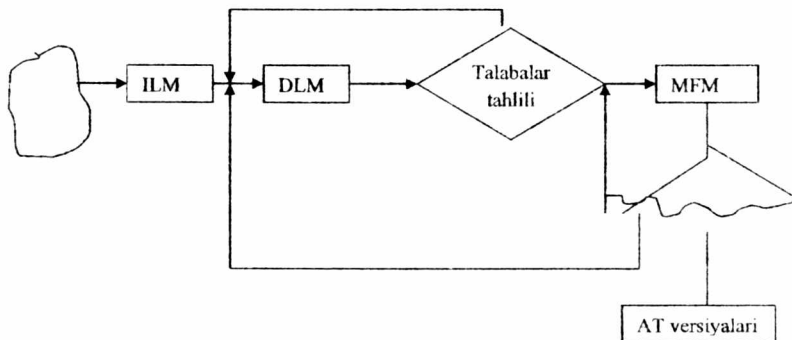 ILM
DLM
Talabalar
tahlili
MFM
AT versiyalari